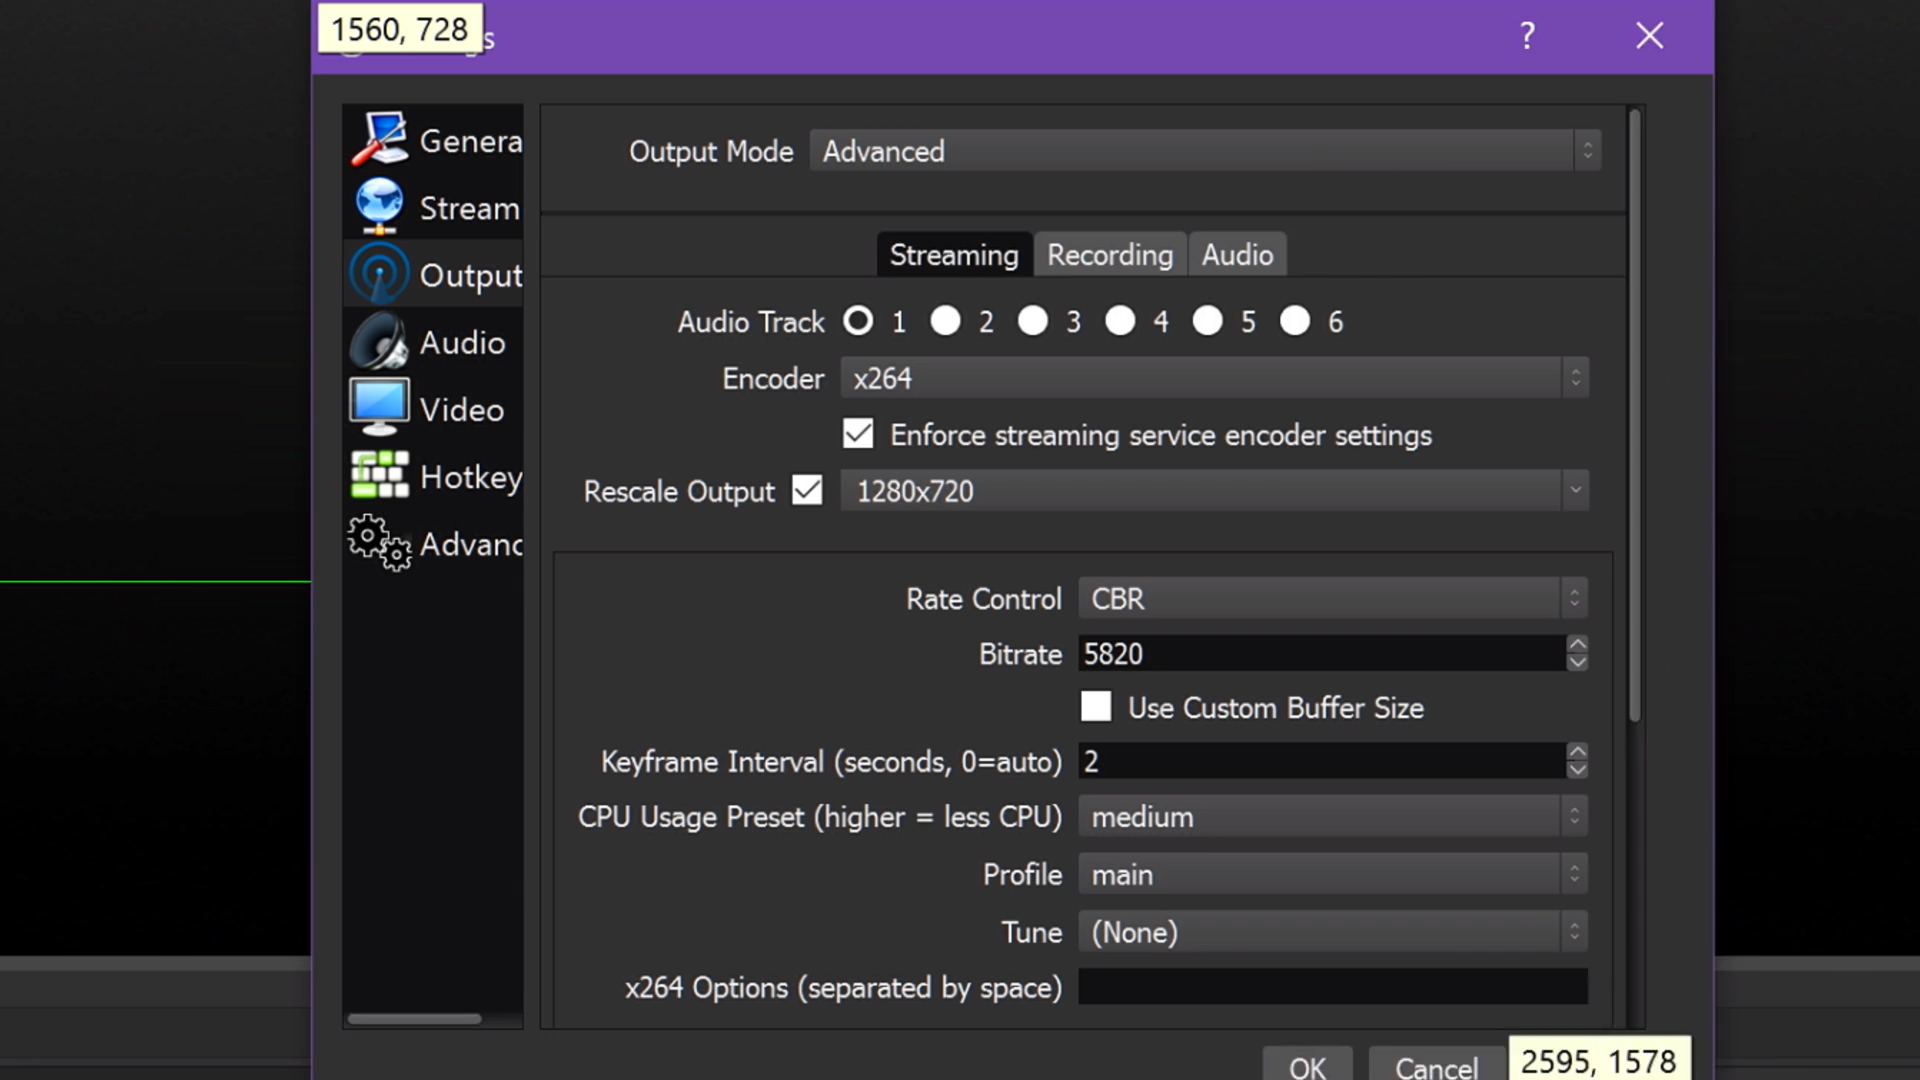 1560, 728
? 
Genera
Stream
Output
Audio
Video
Hotkey
Advanc
Output Mode Advanced
Streaming Recording Audio
Audio Track 1 2 3 4 5 6
Encoder x264
Enforce streaming service encoder settings
Rescale Output 1280x720
Rate Control CBR
Bitrate 5820
Use Custom Buffer Size
Keyframe Interval (seconds, 0=auto) 2
CPU Usage Preset (higher = less CPU) medium
Profile main
Tune (None)
x264 Options (separated by space)
OK Cancel 2595, 1578